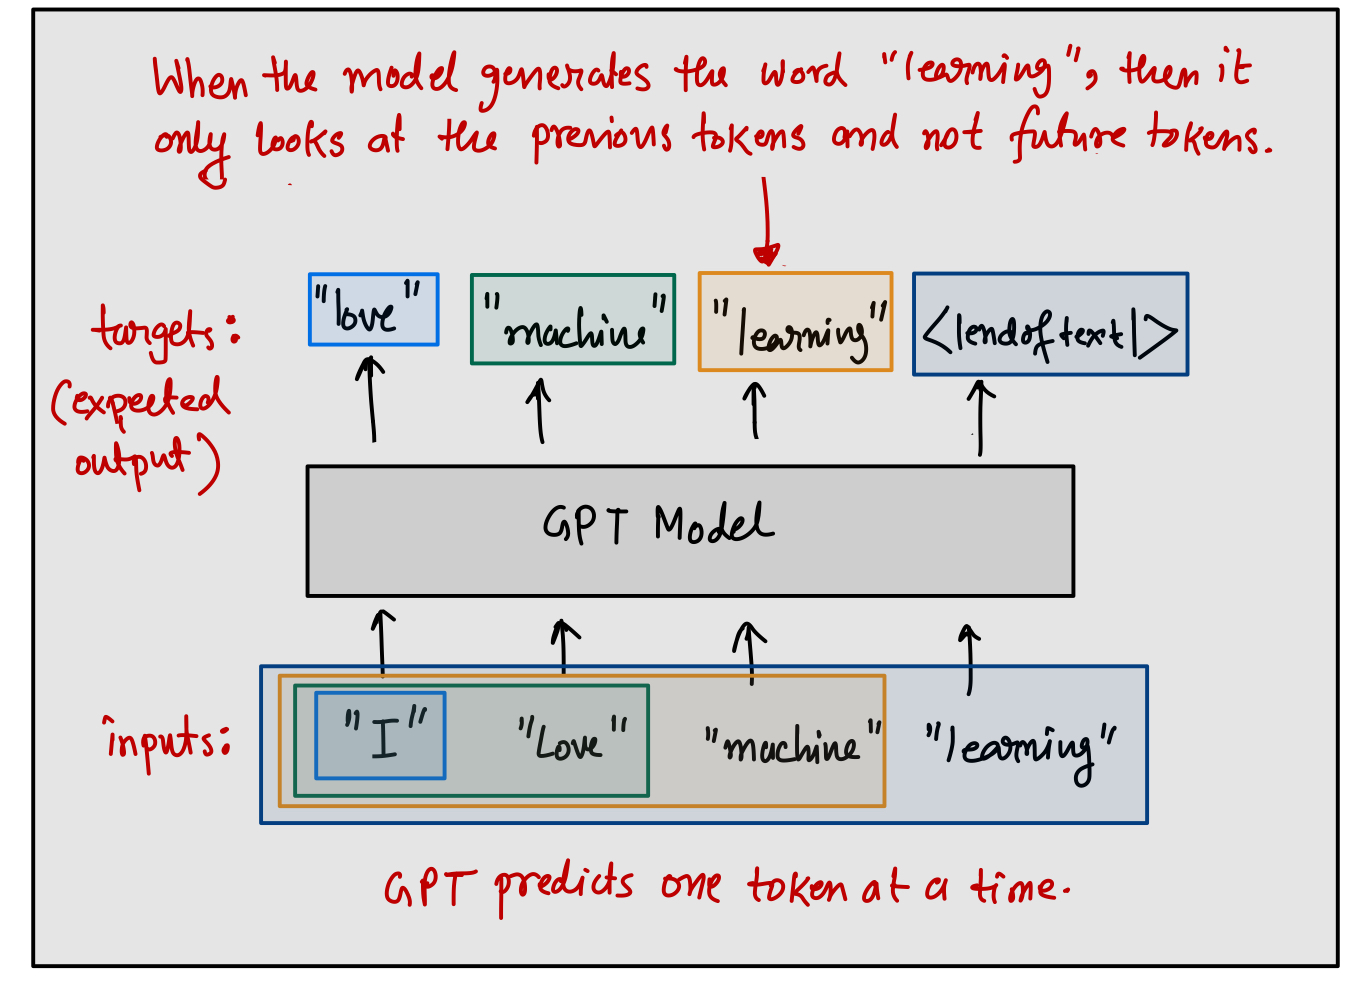 When the model generates the word "learning", then it
only looks at the previous tokens and not future tokens.
targets: "love" "machine" "learning" <|endoftext|>
(expected
output)
GPT Model
inputs: "I" "Love" "machine" "learning"
GPT predicts one token at a time.